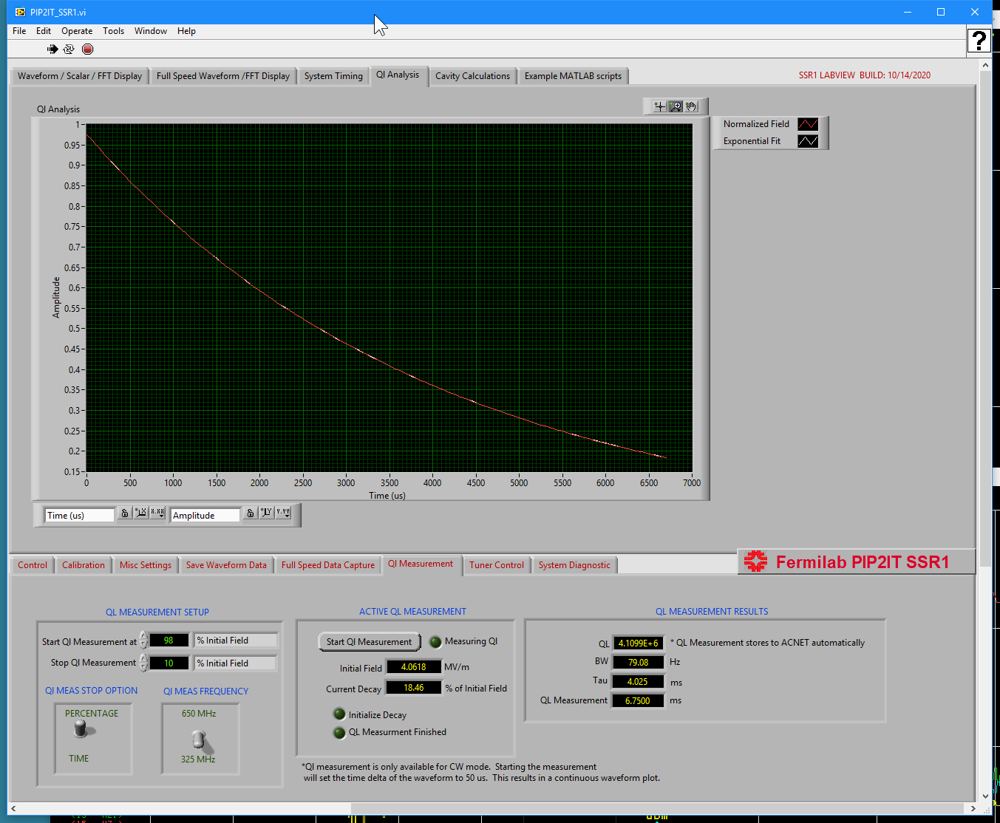 PIP2IT_SSR1.vi
File Edit Operate Tools Window Help
?
Waveform / Scalar / FFT Display Full Speed Waveform /FFT Display System Timing QI Analysis Cavity Calculations Example MATLAB scripts SSR1 LABVIEW BUILD: 10/14/2020
QI Analysis
Normalized Field
Exponential Fit
Amplitude
1
0.95
0.9
0.85
0.8
0.75
0.7
0.65
0.6
0.55
0.5
0.45
0.4
0.35
0.3
0.25
0.2
0.15
0 500 1000 1500 2000 2500 3000 3500 4000 4500 5000 5500 6000 6500 7000
Time (us)
Time (us) Amplitude
Control Calibration Misc Settings Save Waveform Data Full Speed Data Capture QI Measurement Tuner Control System Diagnostic Fermilab PIP2IT SSR1
QL MEASUREMENT SETUP
Start QI Measurement at 98 % Initial Field
Stop QI Measurement 10 % Initial Field
QI MEAS STOP OPTION QI MEAS FREQUENCY
PERCENTAGE 650 MHz
TIME 325 MHz
ACTIVE QL MEASUREMENT
Start QI Measurement Measuring QI
Initial Field 4.0618 MV/m
Current Decay 18.46 % of Initial Field
Initialize Decay
QL Measurment Finished
*QI measurement is only available for CW mode. Starting the measurement
will set the time delta of the waveform to 50 us. This results in a continuous waveform plot.
QL MEASUREMENT RESULTS
QL 4.1099E+6 * QL Measurement stores to ACNET automatically
BW 79.08 Hz
Tau 4.025 ms
QL Measurement 6.7500 ms